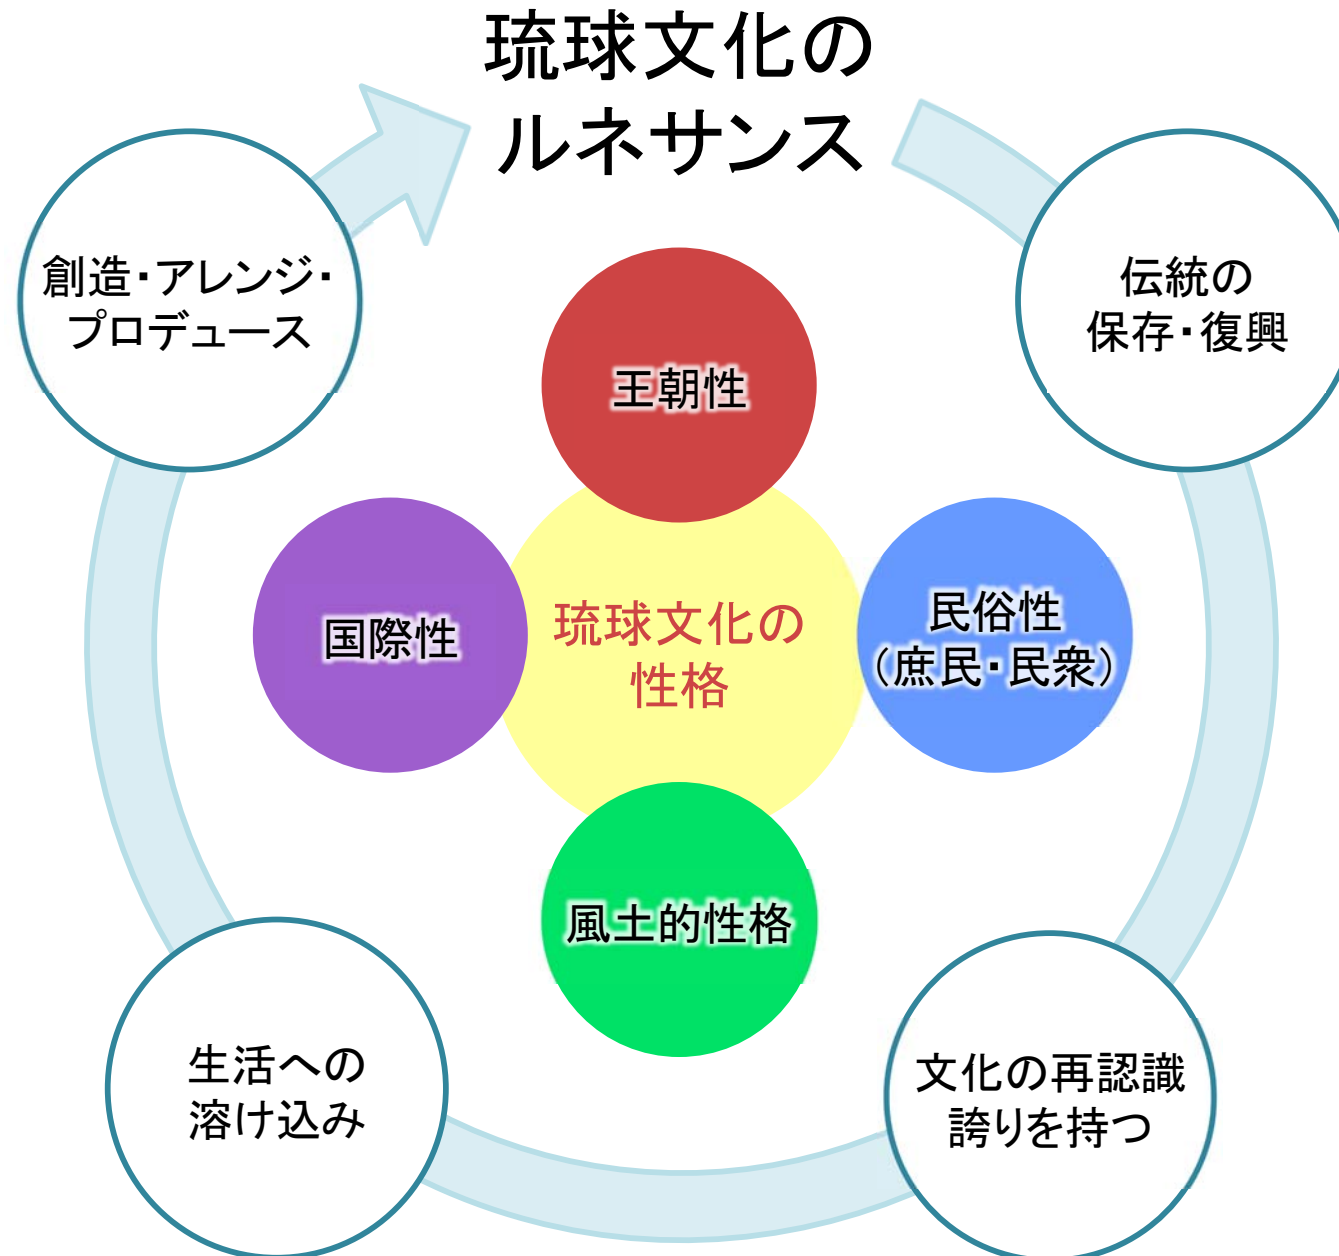 琉球文化の
ルネサンス
創造・アレンジ・
プロデュース
伝統の
保存・復興
王朝性
国際性
琉球文化の
性格
民俗性
（庶民・民衆）
風土的性格
生活への
溶け込み
文化の再認識
誇りを持つ